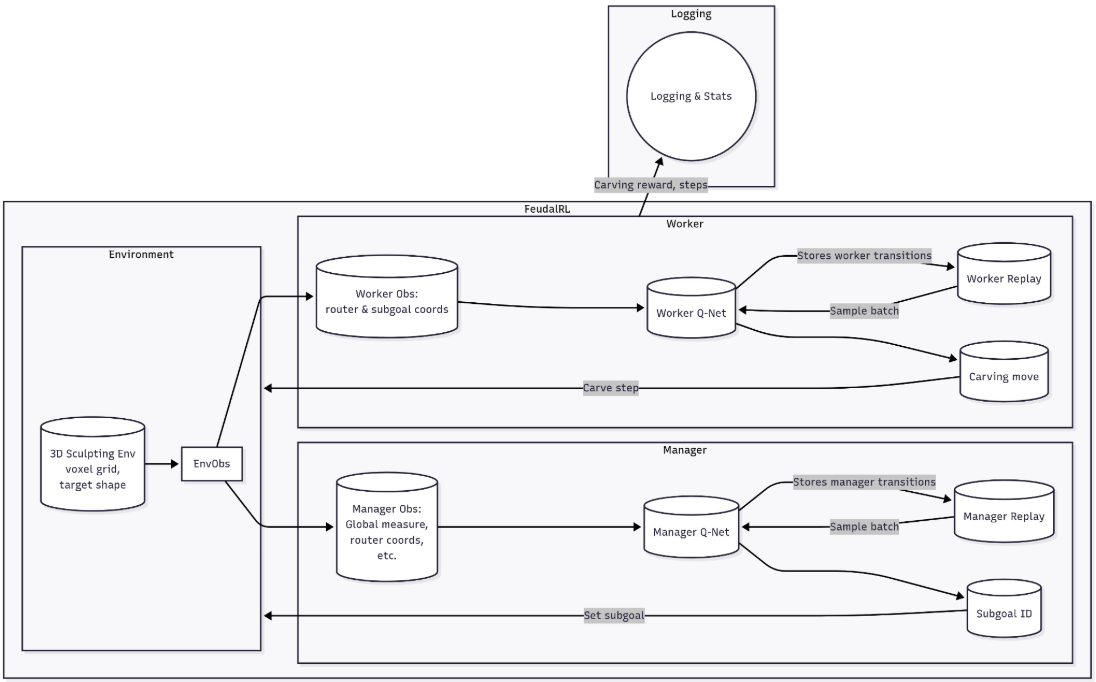 Logging
Logging & Stats
Carving reward, steps
FeudalRL
Worker
Environment
Worker Obs:
router & subgoal coords
Worker Q-Net
Stores worker transitions
Worker Replay
Sample batch
Carving move
Carve step
3D Sculpting Env
voxel grid,
target shape
EnvObs
Manager
Manager Obs:
Global measure,
router coords,
etc.
Manager Q-Net
Stores manager transitions
Manager Replay
Sample batch
Subgoal ID
Set subgoal